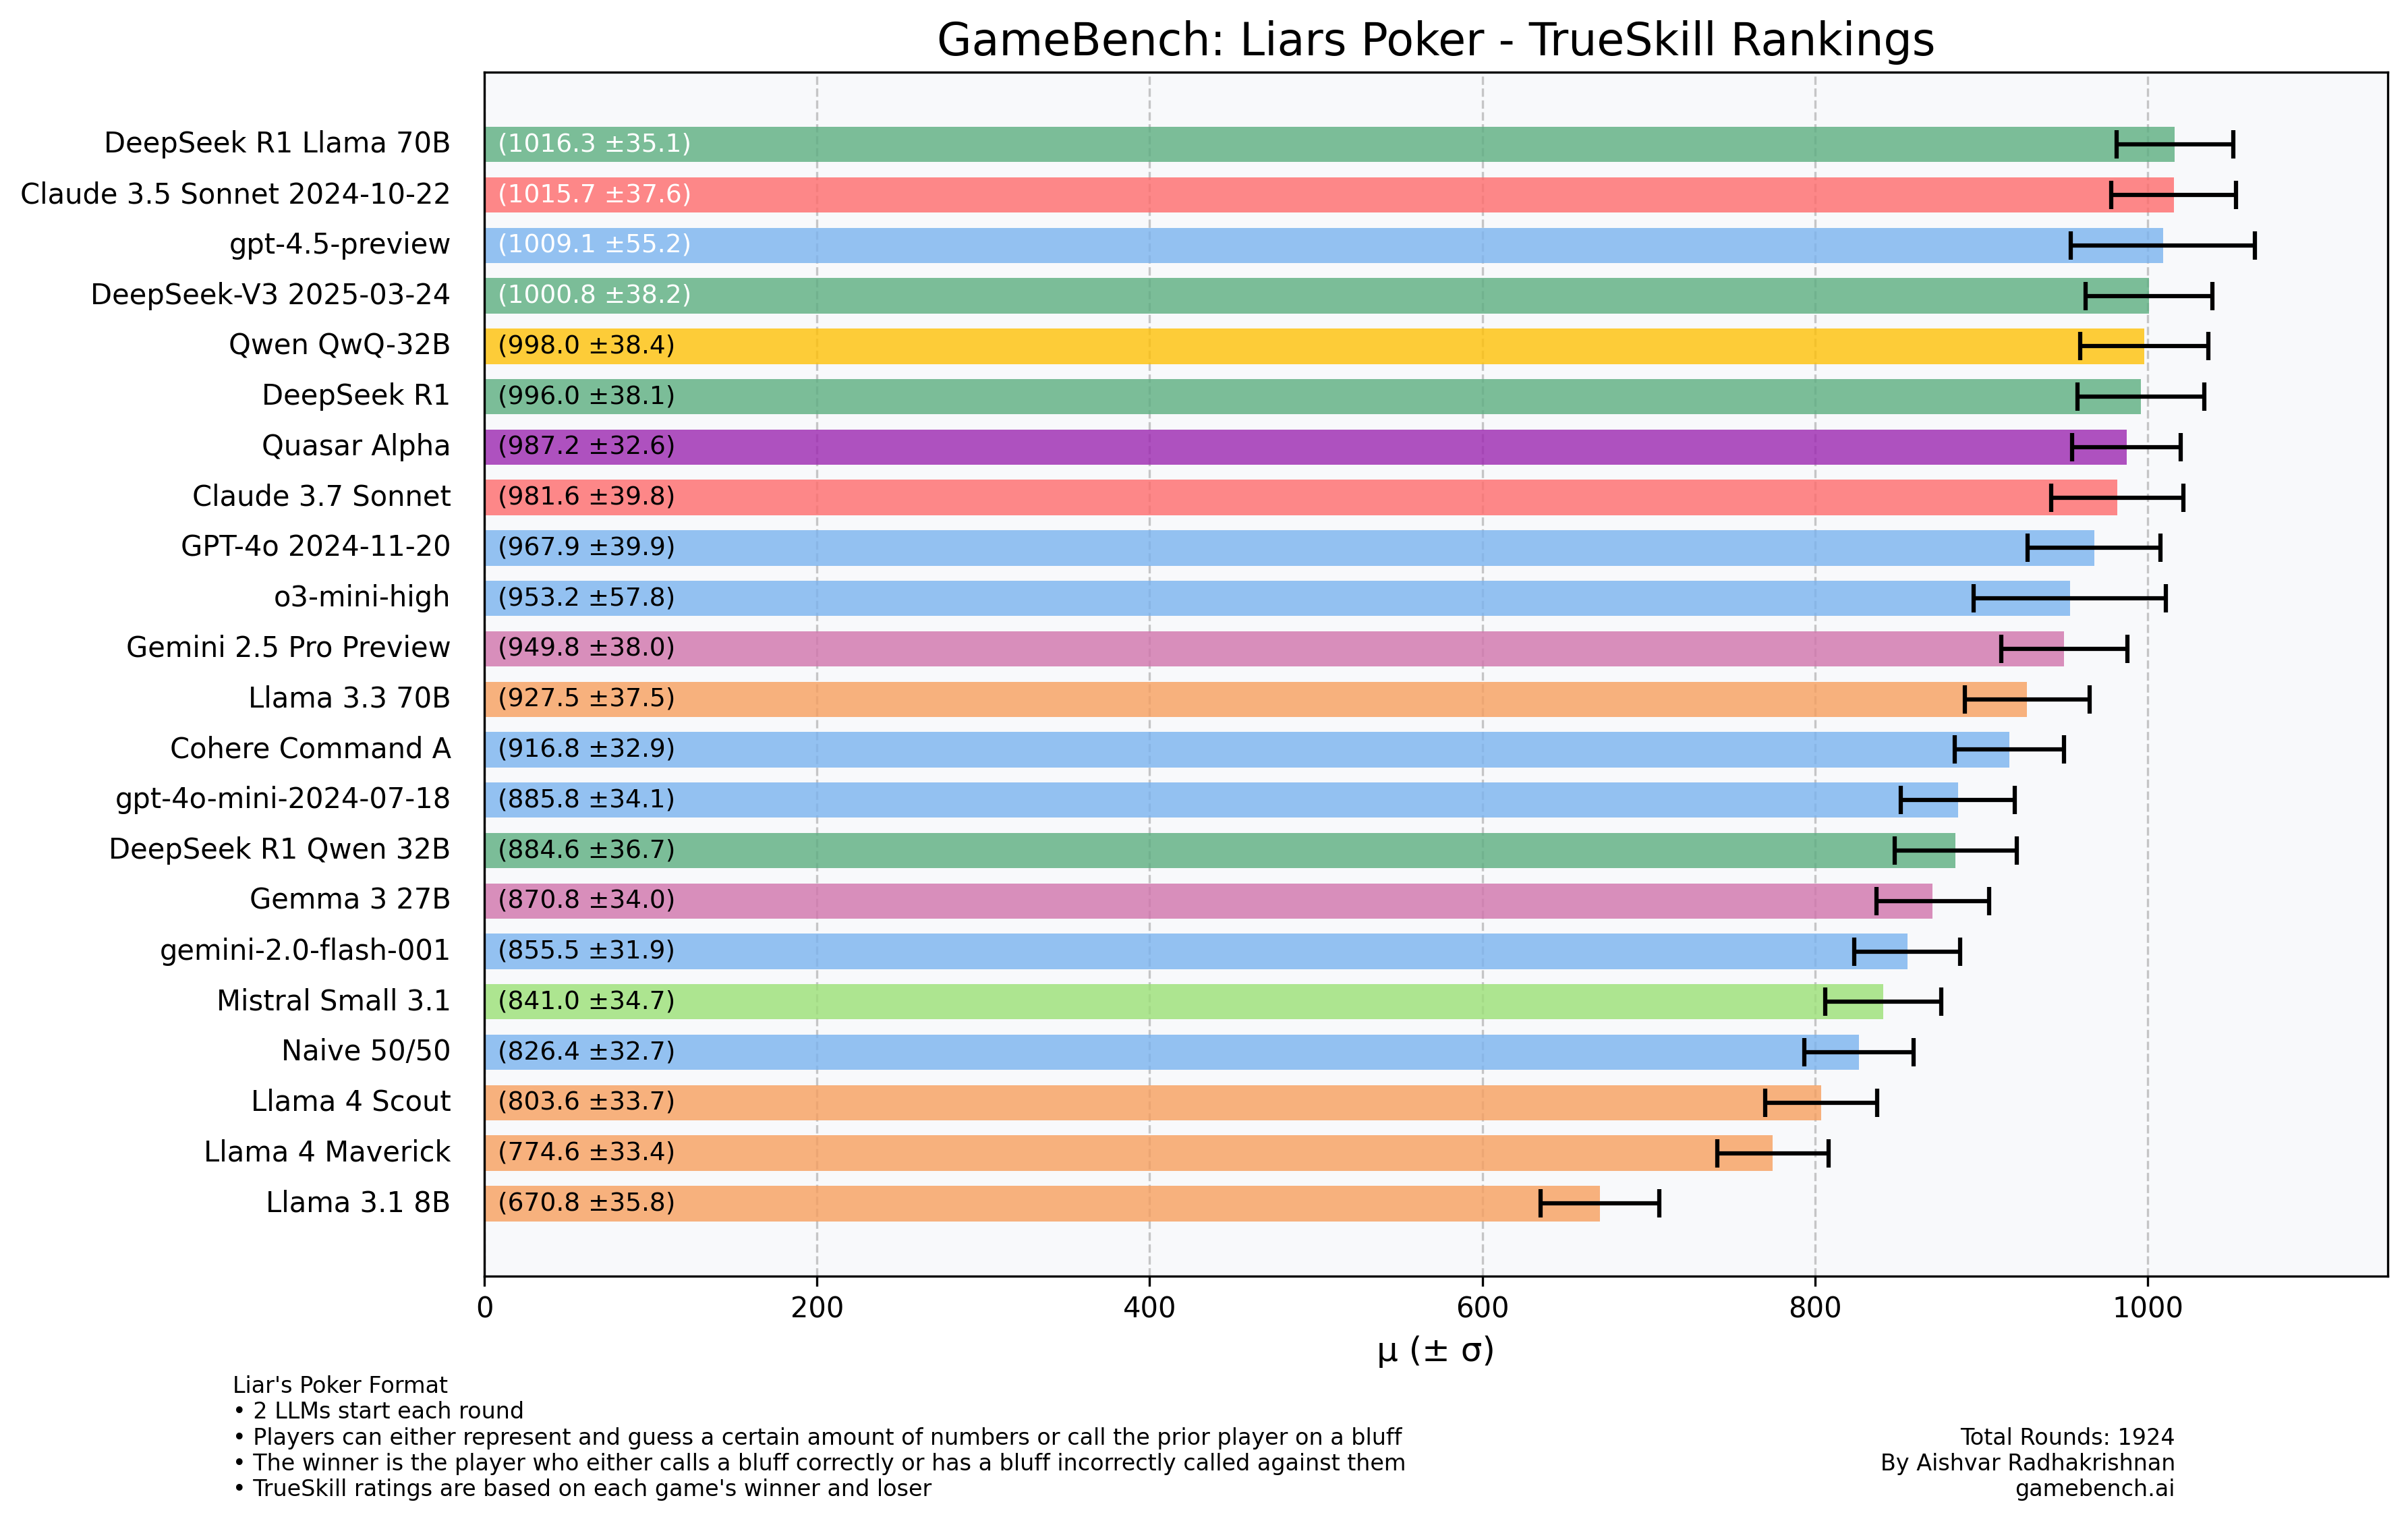 GameBench: Liars Poker - TrueSkill Rankings
DeepSeek R1 Llama 70B (1016.3 ±35.1)
Claude 3.5 Sonnet 2024-10-22 (1015.7 ±37.6)
gpt-4.5-preview (1009.1 ±55.2)
DeepSeek-V3 2025-03-24 (1000.8 ±38.2)
Qwen QwQ-32B (998.0 ±38.4)
DeepSeek R1 (996.0 ±38.1)
Quasar Alpha (987.2 ±32.6)
Claude 3.7 Sonnet (981.6 ±39.8)
GPT-4o 2024-11-20 (967.9 ±39.9)
o3-mini-high (953.2 ±57.8)
Gemini 2.5 Pro Preview (949.8 ±38.0)
Llama 3.3 70B (927.5 ±37.5)
Cohere Command A (916.8 ±32.9)
gpt-4o-mini-2024-07-18 (885.8 ±34.1)
DeepSeek R1 Qwen 32B (884.6 ±36.7)
Gemma 3 27B (870.8 ±34.0)
gemini-2.0-flash-001 (855.5 ±31.9)
Mistral Small 3.1 (841.0 ±34.7)
Naive 50/50 (826.4 ±32.7)
Llama 4 Scout (803.6 ±33.7)
Llama 4 Maverick (774.6 ±33.4)
Llama 3.1 8B (670.8 ±35.8)
0 200 400 600 800 1000
μ (± σ)
Liar's Poker Format
• 2 LLMs start each round
• Players can either represent and guess a certain amount of numbers or call the prior player on a bluff
• The winner is the player who either calls a bluff correctly or has a bluff incorrectly called against them
• TrueSkill ratings are based on each game's winner and loser
Total Rounds: 1924
By Aishvar Radhakrishnan
gamebench.ai